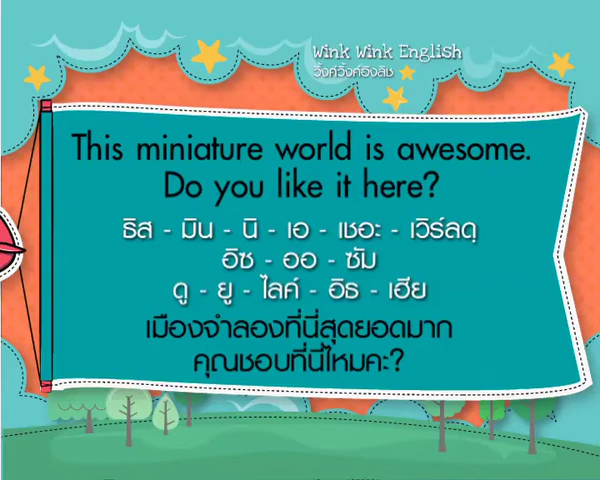 Wink Wink English
วิ้งค์วิ้งค์อิงลิช
This miniature world is awesome.
Do you like it here?
ธิส - มิน - นิ - เอ - เชอะ - เวิร์ลดฺ
อิซ - ออ - ซัม
ดู - ยู - ไลค์ - อิธ - เฮีย
เมืองจำลองที่นี่สุดยอดมาก
คุณชอบที่นี่ไหมคะ?